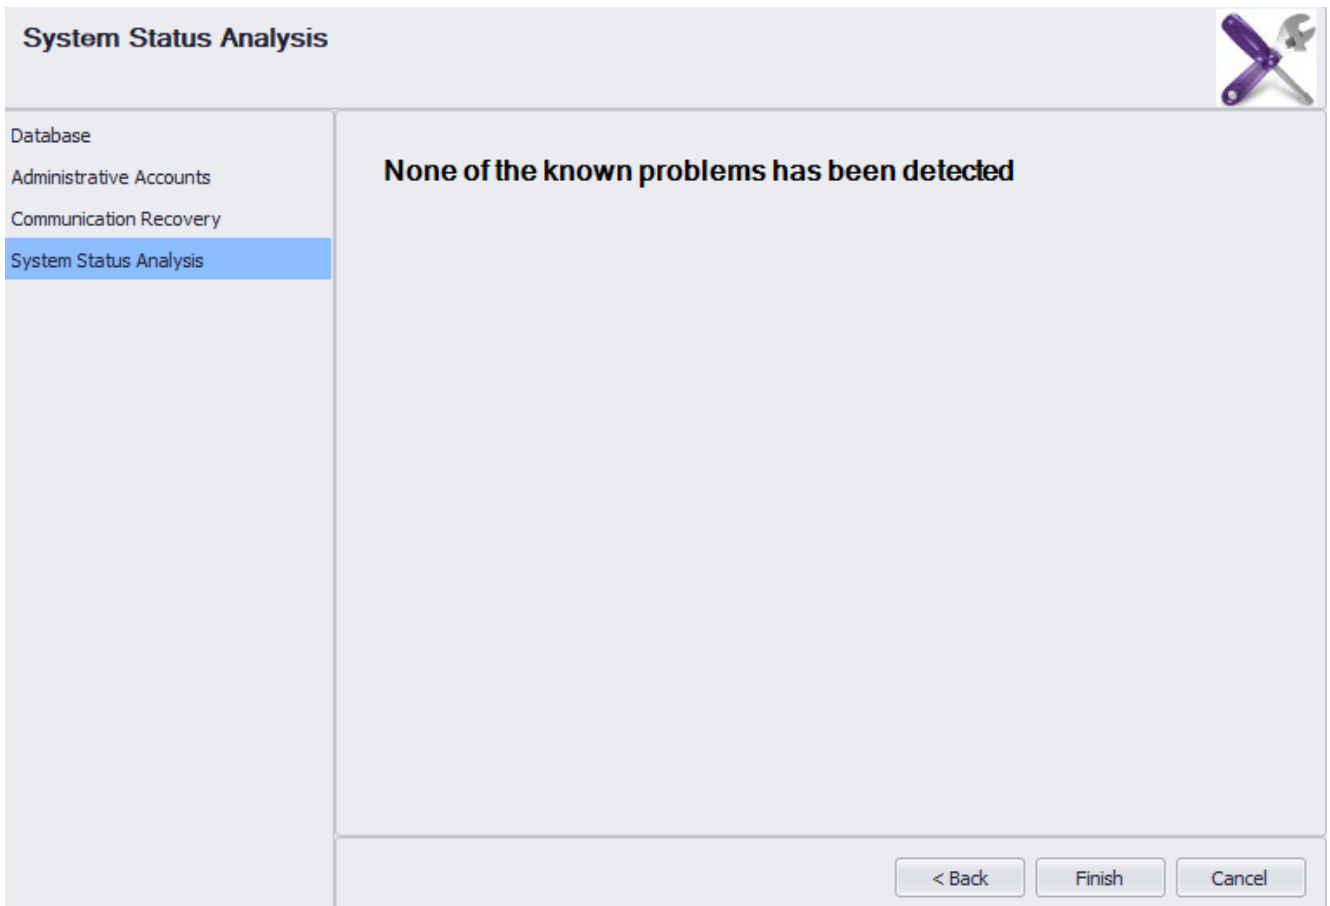 System Status Analysis
Database
Administrative Accounts
Communication Recovery
System Status Analysis
None of the known problems has been detected
< Back
Finish
Cancel